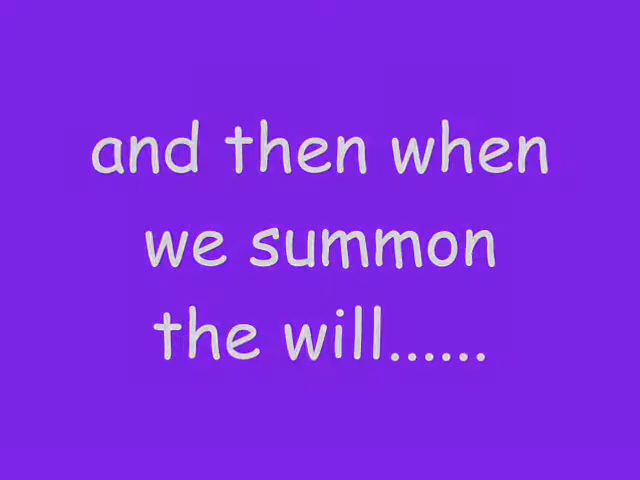 and then when
we summon
the will......